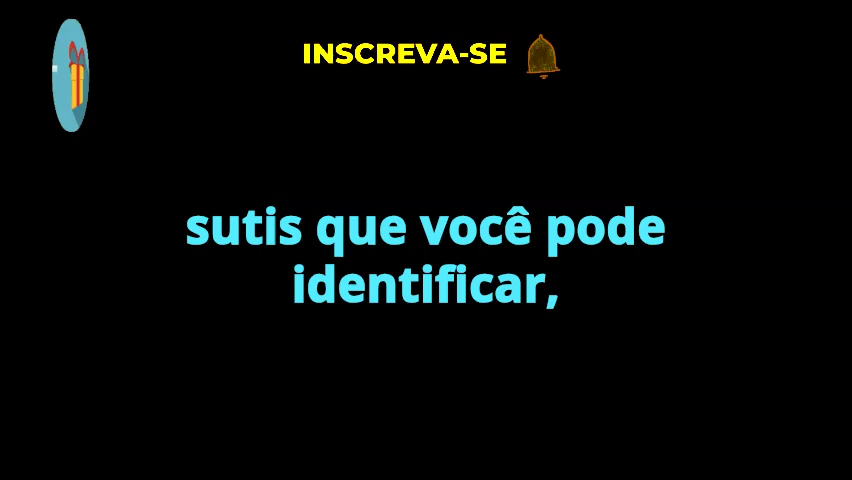 INSCREVA-SE
sutis que você pode
identificar,